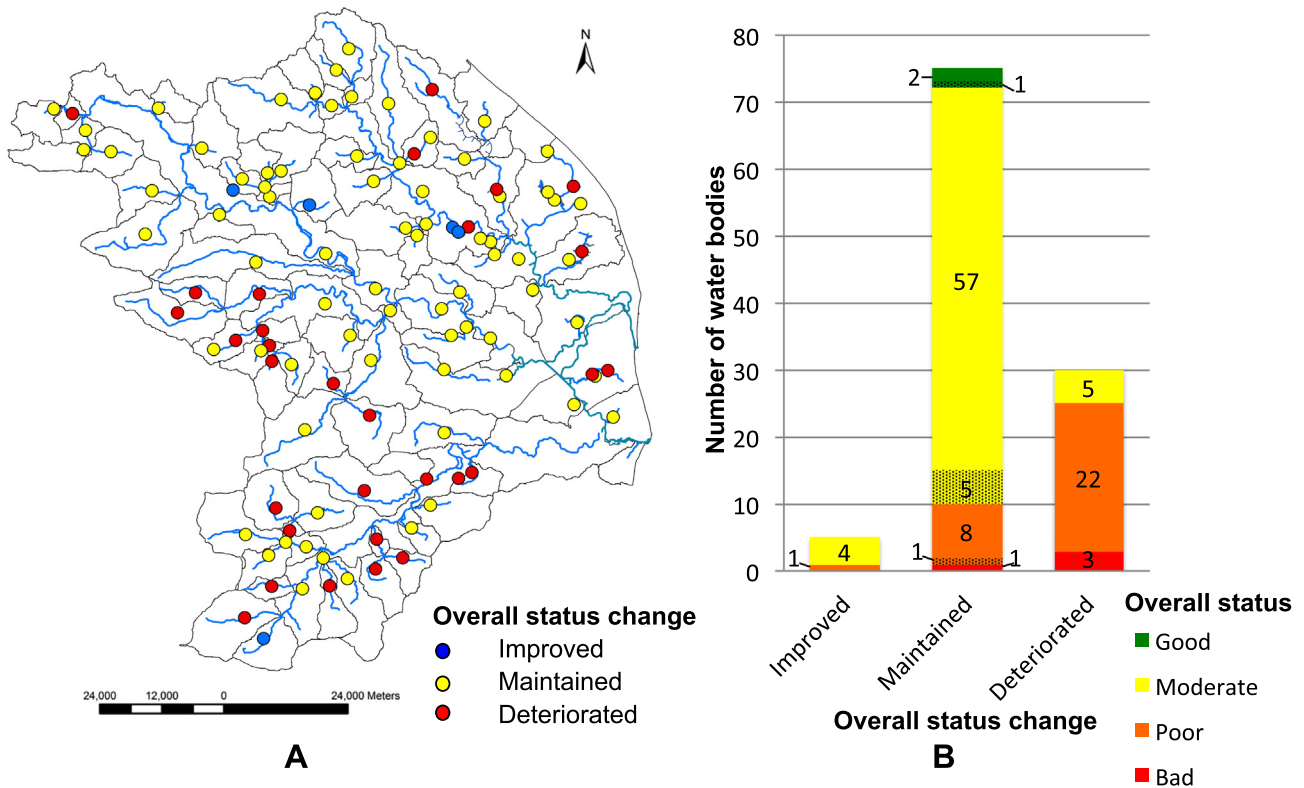 N
Overall status change
Improved
Maintained
Deteriorated
24,000 12,000 0 24,000 Meters
A
Number of water bodies
80
70
60
50
40
30
20
10
0
2
1
57
5
8
1
1
1
4
5
22
3
Improved
Maintained
Deteriorated
Overall status change
B
Overall status
Good
Moderate
Poor
Bad